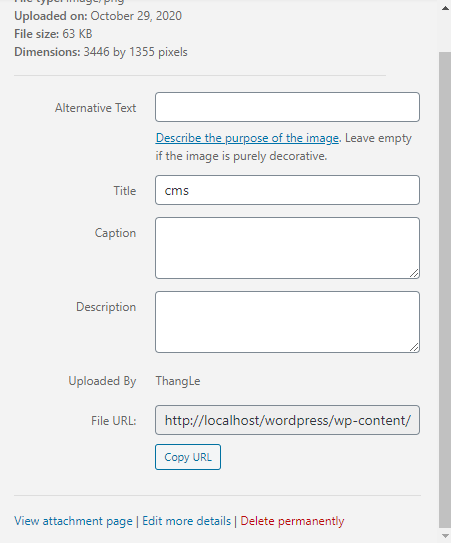 File type: image/png
Uploaded on: October 29, 2020
File size: 63 KB
Dimensions: 3446 by 1355 pixels
Alternative Text
Describe the purpose of the image. Leave empty
if the image is purely decorative.
Title cms
Caption
Description
Uploaded By ThangLe
File URL: http://localhost/wordpress/wp-content/
Copy URL
View attachment page | Edit more details | Delete permanently